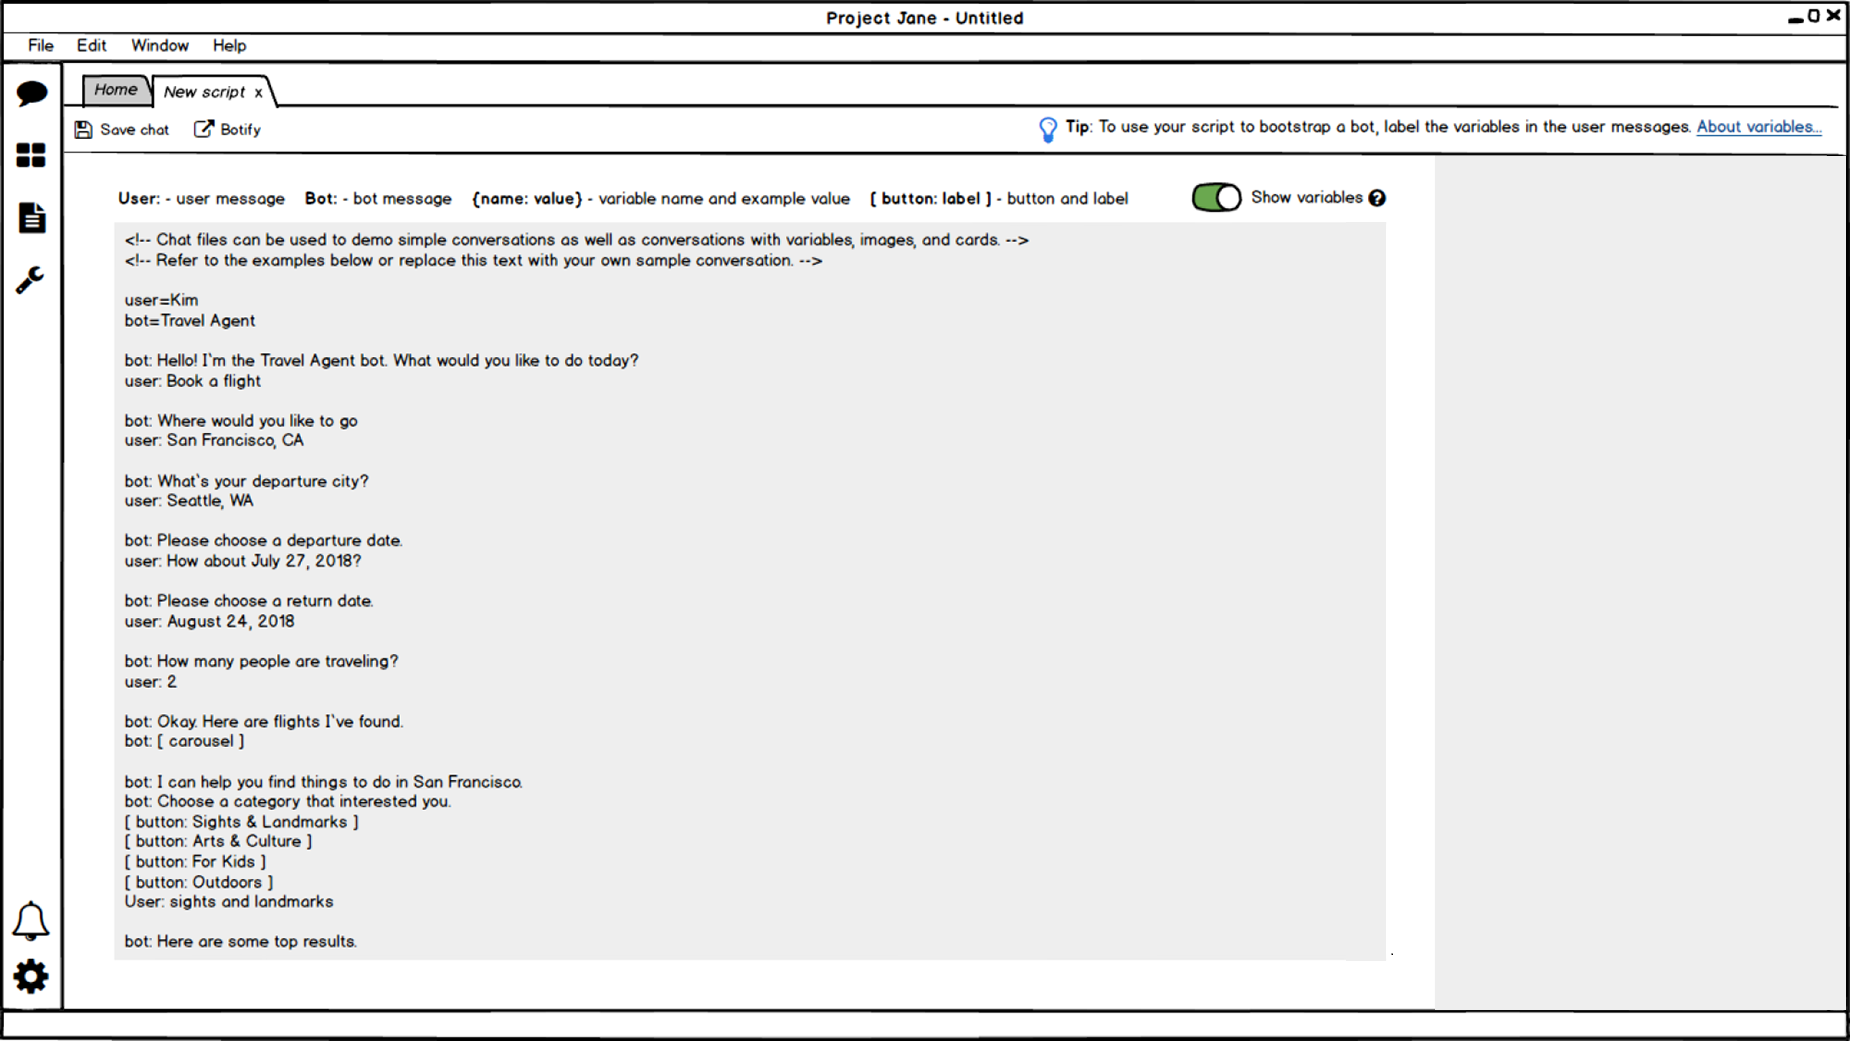 Project Jane - Untitled
File Edit Window Help
Home New script x
Save chat Botify Tip: To use your script to bootstrap a bot, label the variables in the user messages. About variables...
User: - user message Bot: - bot message {name: value} - variable name and example value [ button: label ] - button and label Show variables ?
<!-- Chat files can be used to demo simple conversations as well as conversations with variables, images, and cards. -->
<!-- Refer to the examples below or replace this text with your own sample conversation. -->
user=Kim
bot=Travel Agent
bot: Hello! I`m the Travel Agent bot. What would you like to do today?
user: Book a flight
bot: Where would you like to go
user: San Francisco, CA
bot: What`s your departure city?
user: Seattle, WA
bot: Please choose a departure date.
user: How about July 27, 2018?
bot: Please choose a return date.
user: August 24, 2018
bot: How many people are traveling?
user: 2
bot: Okay. Here are flights I`ve found.
bot: [ carousel ]
bot: I can help you find things to do in San Francisco.
bot: Choose a category that interested you.
[ button: Sights & Landmarks ]
[ button: Arts & Culture ]
[ button: For Kids ]
[ button: Outdoors ]
User: sights and landmarks
bot: Here are some top results.